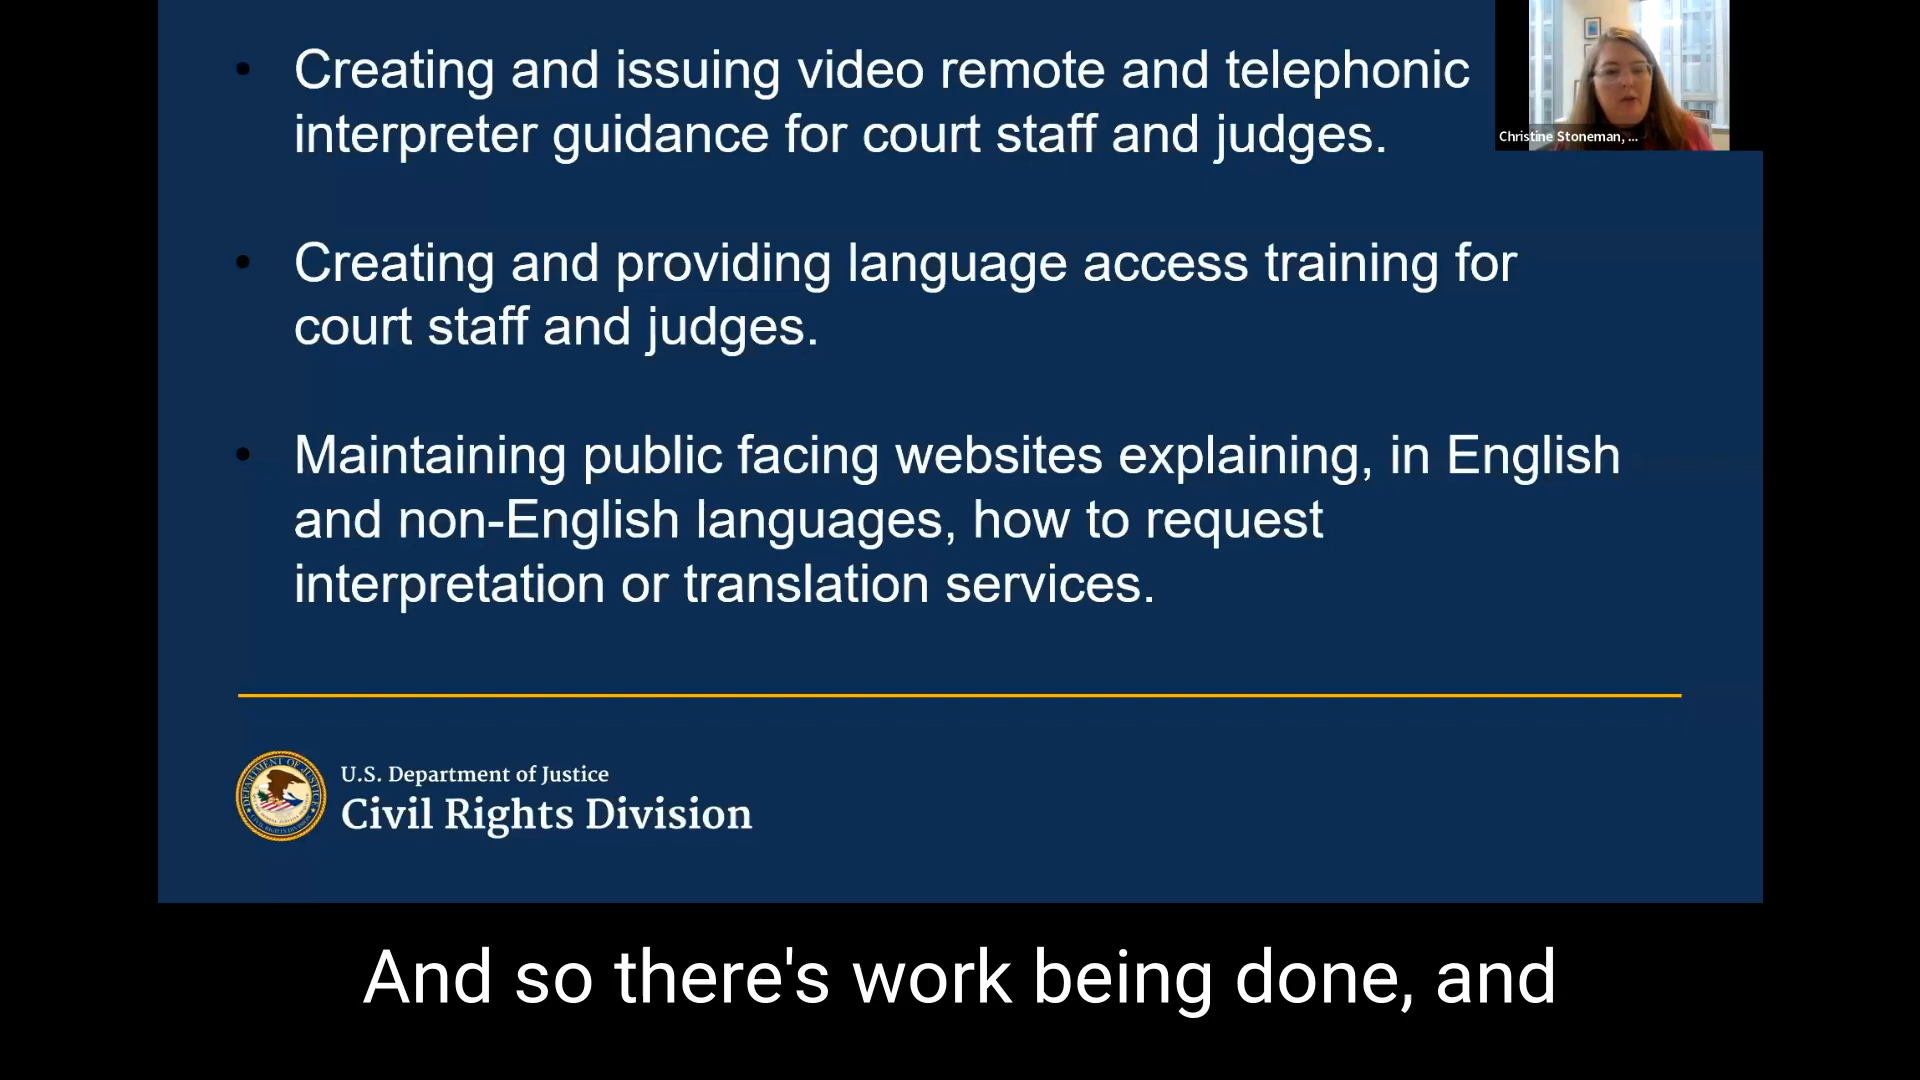 • Creating and issuing video remote and telephonic
interpreter guidance for court staff and judges.
• Creating and providing language access training for
court staff and judges.
• Maintaining public facing websites explaining, in English
and non-English languages, how to request
interpretation or translation services.
Christine Stoneman, ...
U.S. Department of Justice
Civil Rights Division
And so there's work being done, and